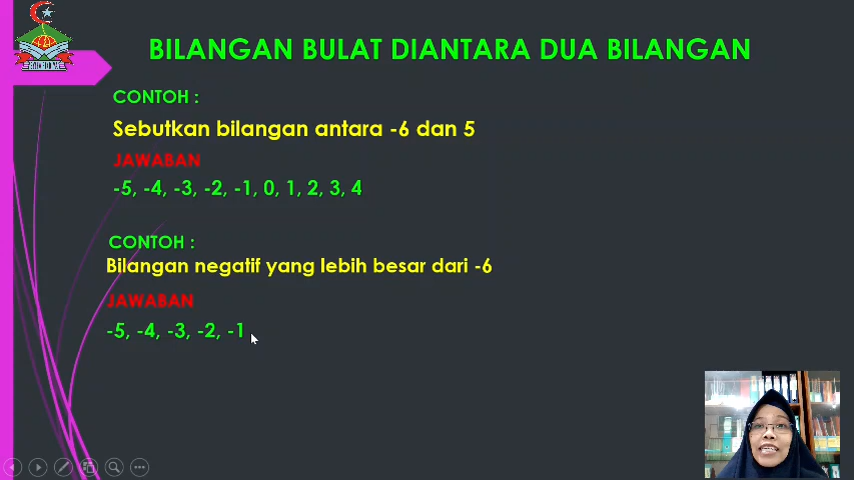 BILANGAN BULAT DIANTARA DUA BILANGAN
CONTOH :
Sebutkan bilangan antara -6 dan 5
JAWABAN
-5, -4, -3, -2, -1, 0, 1, 2, 3, 4
CONTOH :
Bilangan negatif yang lebih besar dari -6
JAWABAN
-5, -4, -3, -2, -1